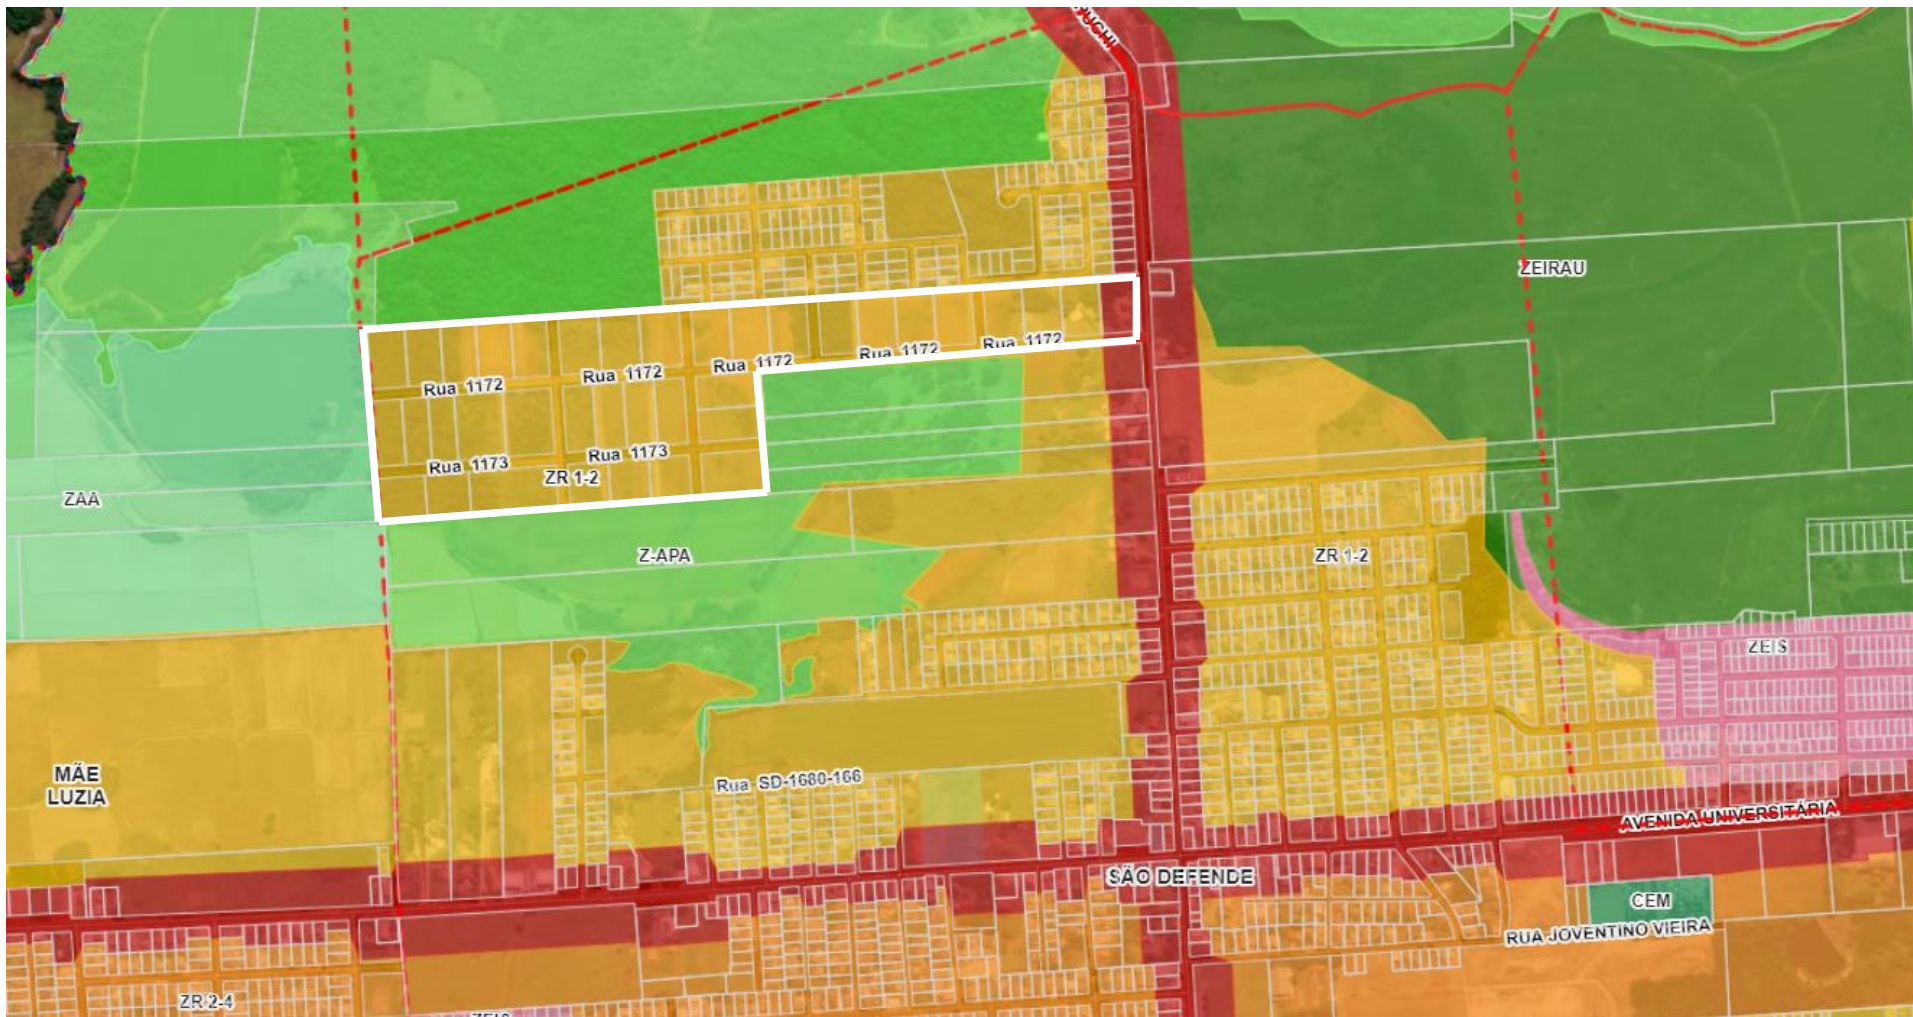 ZEIRAU
Rua 1172
Rua 1172
Rua 1172
Rua 1172
Rua 1172
Rua 1173
Rua 1173
ZR 1-2
ZAA
Z-APA
ZR 1-2
ZEIS
MÃE
LUZIA
Rua SD-1680-166
AVENIDA UNIVERSITÁRIA
SÃO DEFENDE
CEM
RUA JOVENTINO VIEIRA
ZR 2-4
ZEIS